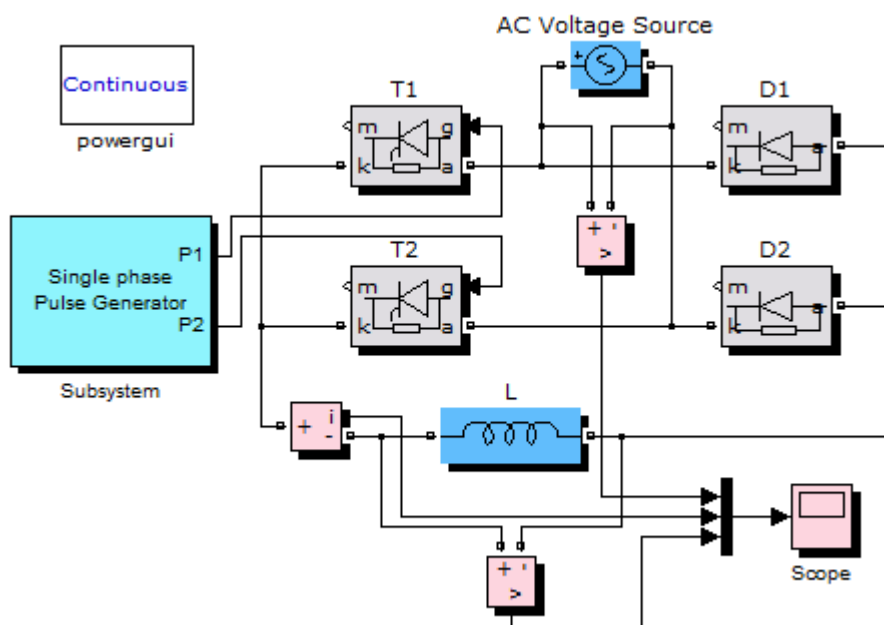 AC Voltage Source
Continuous
powergui
T1
m
g
k
a
D1
m
k
a
P1
Single phase
Pulse Generator
P2
Subsystem
T2
m
g
k
a
D2
m
k
a
+
+ -
v
+ i
-
L
+ -
v
Scope